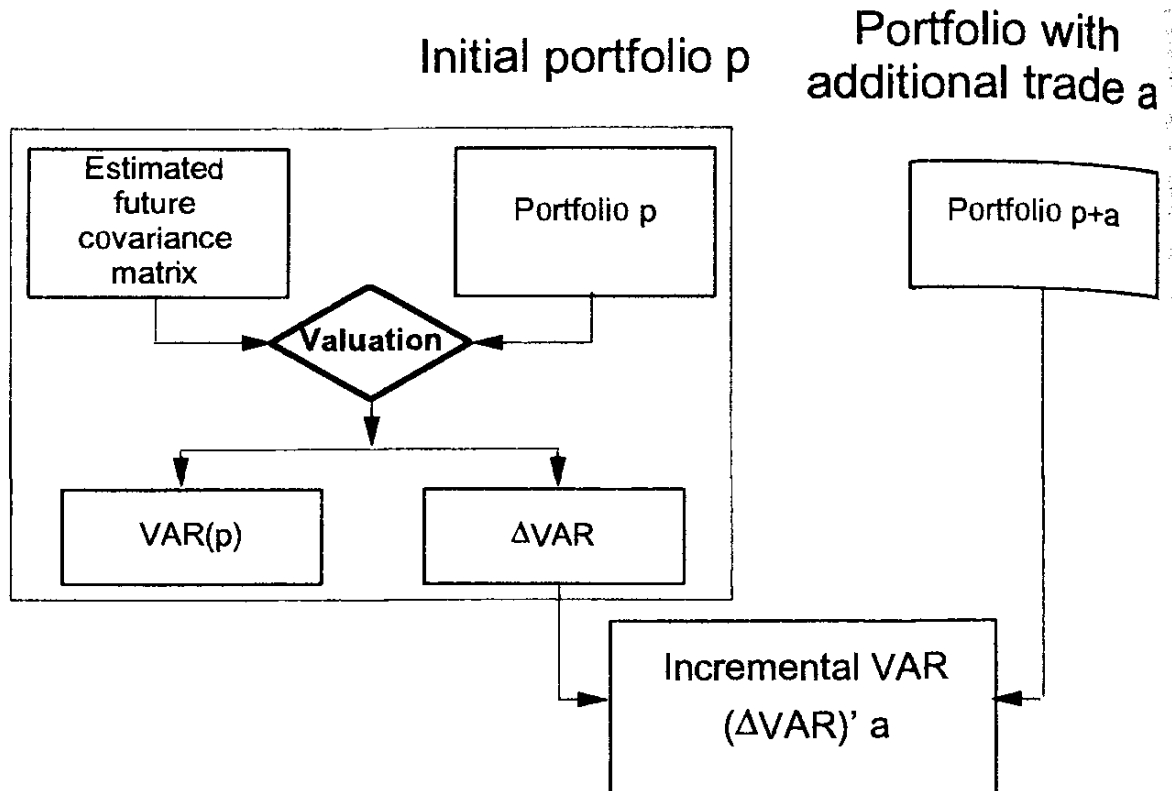 Initial portfolio p
Portfolio with
additional trade a
Estimated
future
covariance
matrix
Portfolio p
Portfolio p+a
Valuation
VAR(p)
ΔVAR
Incremental VAR
(ΔVAR)’ a